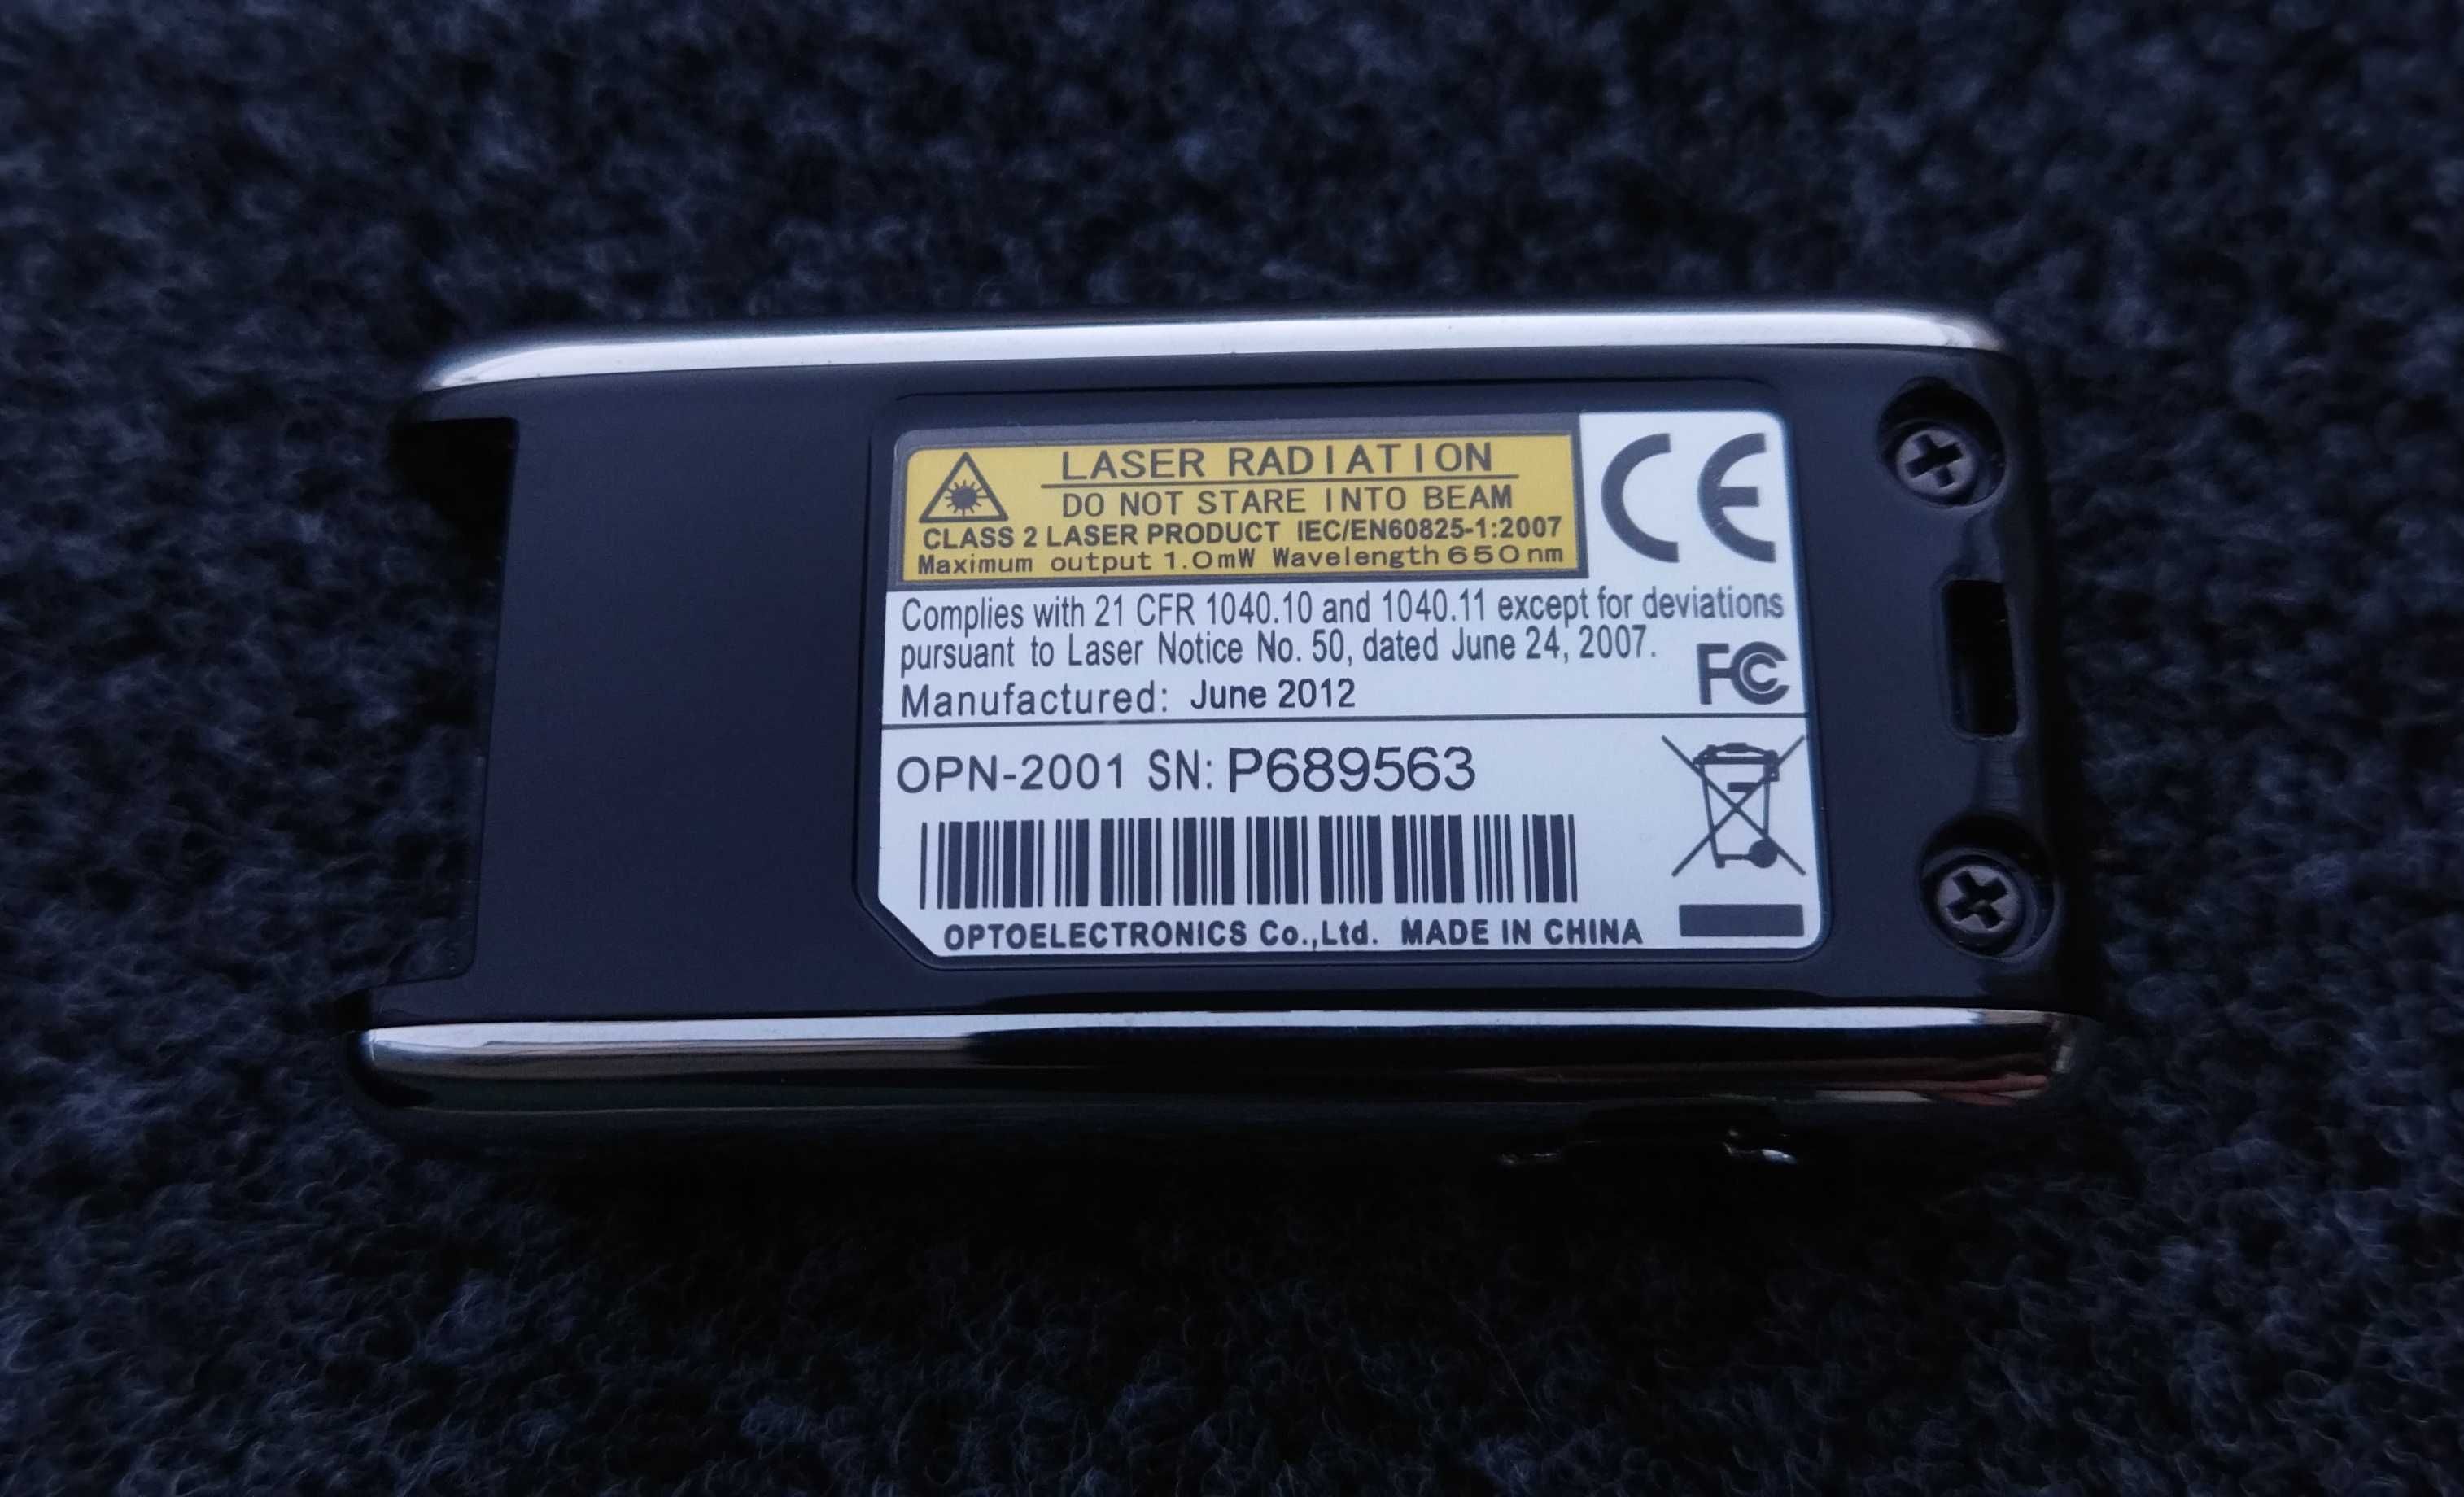 LASER RADIATION
DO NOT STARE INTO BEAM
CLASS 2 LASER PRODUCT IEC/EN60825-1:2007
Maximum output 1.0mW Wavelength 650nm
CE
Complies with 21 CFR 1040.10 and 1040.11 except for deviations
pursuant to Laser Notice No. 50, dated June 24, 2007.
FC
Manufactured: June 2012
OPN-2001 SN: P689563
OPTOELECTRONICS Co.,Ltd. MADE IN CHINA